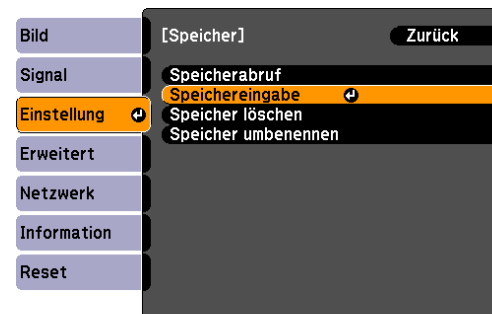 Bild
Signal
Einstellung
Erweitert
Netzwerk
Information
Reset
[Speicher] Zurück
Speicherabruf
Speichereingabe
Speicher löschen
Speicher umbenennen